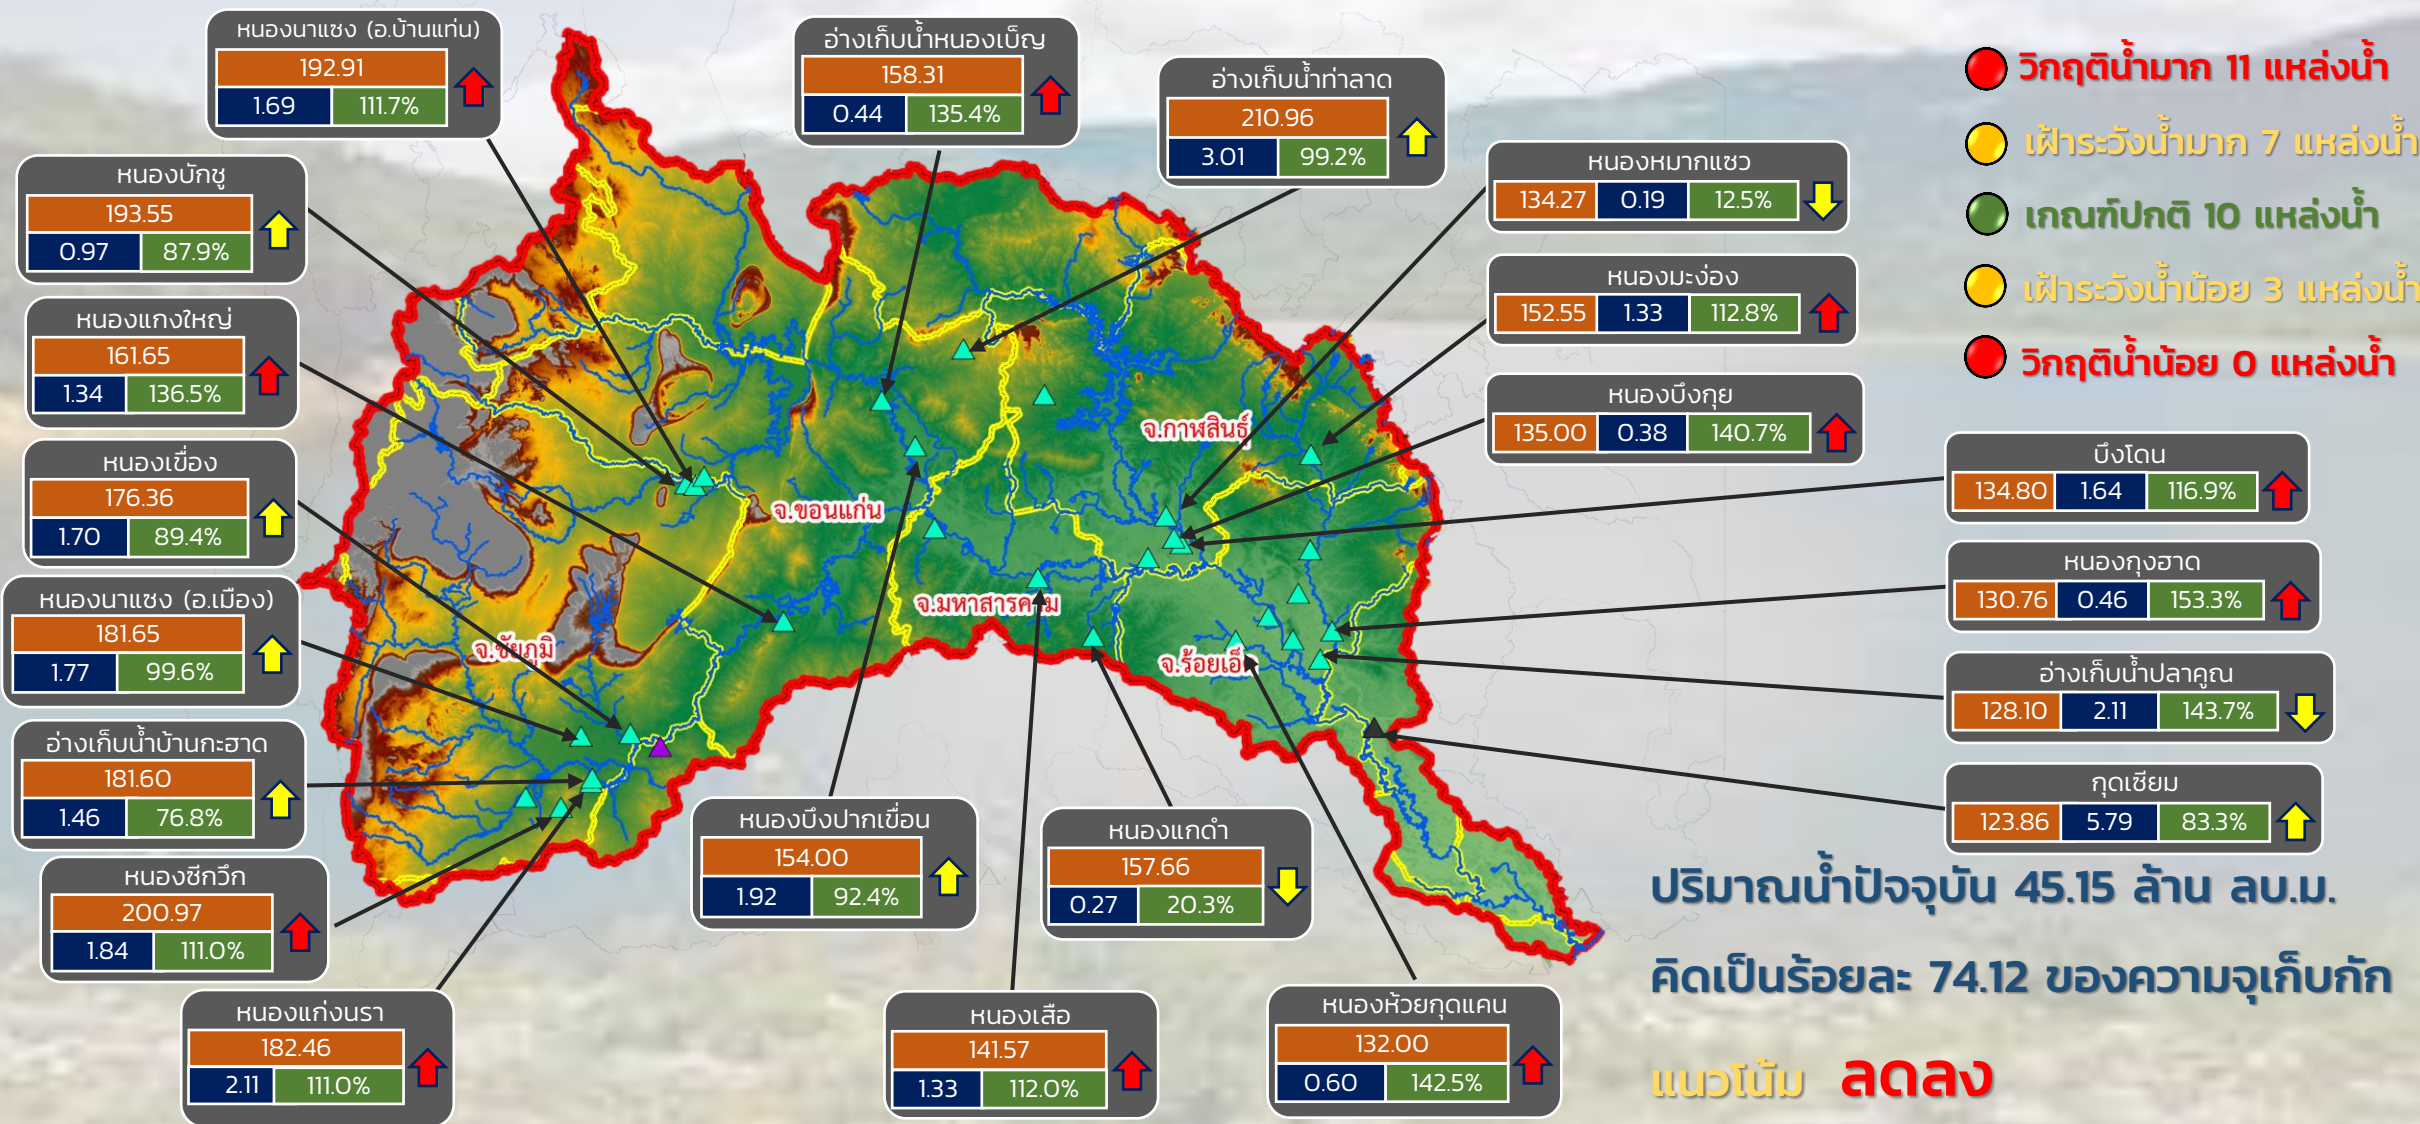 หนองนาแซง (อ.บ้านแท่น)
192.91
1.69 111.7%
อ่างเก็บน้ำหนองเบ็ญ
158.31
0.44 135.4%
อ่างเก็บน้ำท่าลาด
210.96
3.01 99.2%
หนองหมากแซว
134.27 0.19 12.5%
หนองมะง่อง
152.55 1.33 112.8%
หนองบึงกุย
135.00 0.38 140.7%
วิกฤติน้ำมาก 11 แหล่งน้ำ
เฝ้าระวังน้ำมาก 7 แหล่งน้ำ
เกณฑ์ปกติ 10 แหล่งน้ำ
เฝ้าระวังน้ำน้อย 3 แหล่งน้ำ
วิกฤติน้ำน้อย 0 แหล่งน้ำ
หนองบักชู
193.55
0.97 87.9%
หนองแกงใหญ่
161.65
1.34 136.5%
หนองเขื่อง
176.36
1.70 89.4%
หนองนาแซง (อ.เมือง)
181.65
1.77 99.6%
อ่างเก็บน้ำบ้านกะฮาด
181.60
1.46 76.8%
หนองซีกวึก
200.97
1.84 111.0%
หนองแก่งนรา
182.46
2.11 111.0%
จ.กาฬสินธุ์
จ.ขอนแก่น
จ.มหาสารคาม
จ.ชัยภูมิ
จ.ร้อยเอ็ด
บึงโดน
134.80 1.64 116.9%
หนองกุงฮาด
130.76 0.46 153.3%
อ่างเก็บน้ำปลาคูณ
128.10 2.11 143.7%
กุดเซียม
123.86 5.79 83.3%
หนองบึงปากเขื่อน
154.00
1.92 92.4%
หนองแกดำ
157.66
0.27 20.3%
หนองเสือ
141.57
1.33 112.0%
หนองห้วยกุดแคน
132.00
0.60 142.5%
ปริมาณน้ำปัจจุบัน 45.15 ล้าน ลบ.ม.
คิดเป็นร้อยละ 74.12 ของความจุเก็บกัก
แนวโน้ม ลดลง